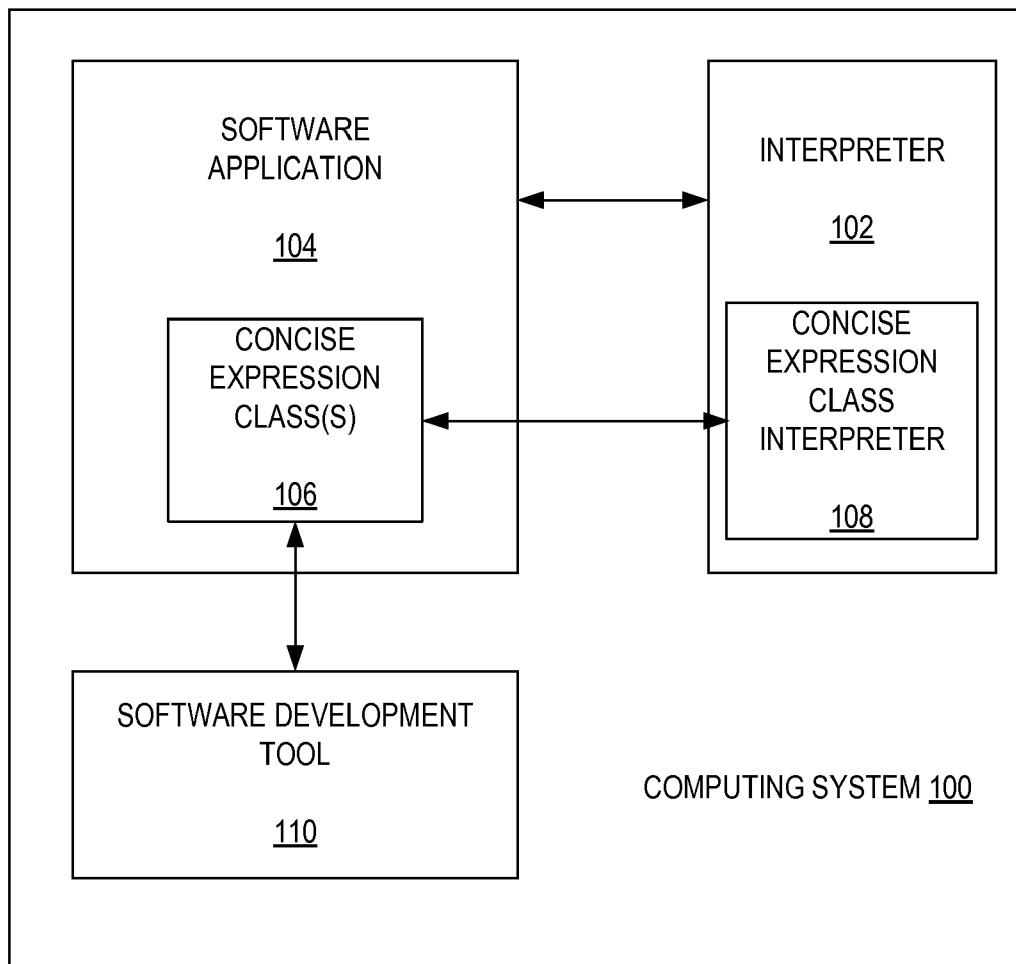 SOFTWARE
APPLICATION
104
CONCISE
EXPRESSION
CLASS(S)
106
INTERPRETER
102
CONCISE
EXPRESSION
CLASS
INTERPRETER
108
SOFTWARE DEVELOPMENT
TOOL
110
COMPUTING SYSTEM 100